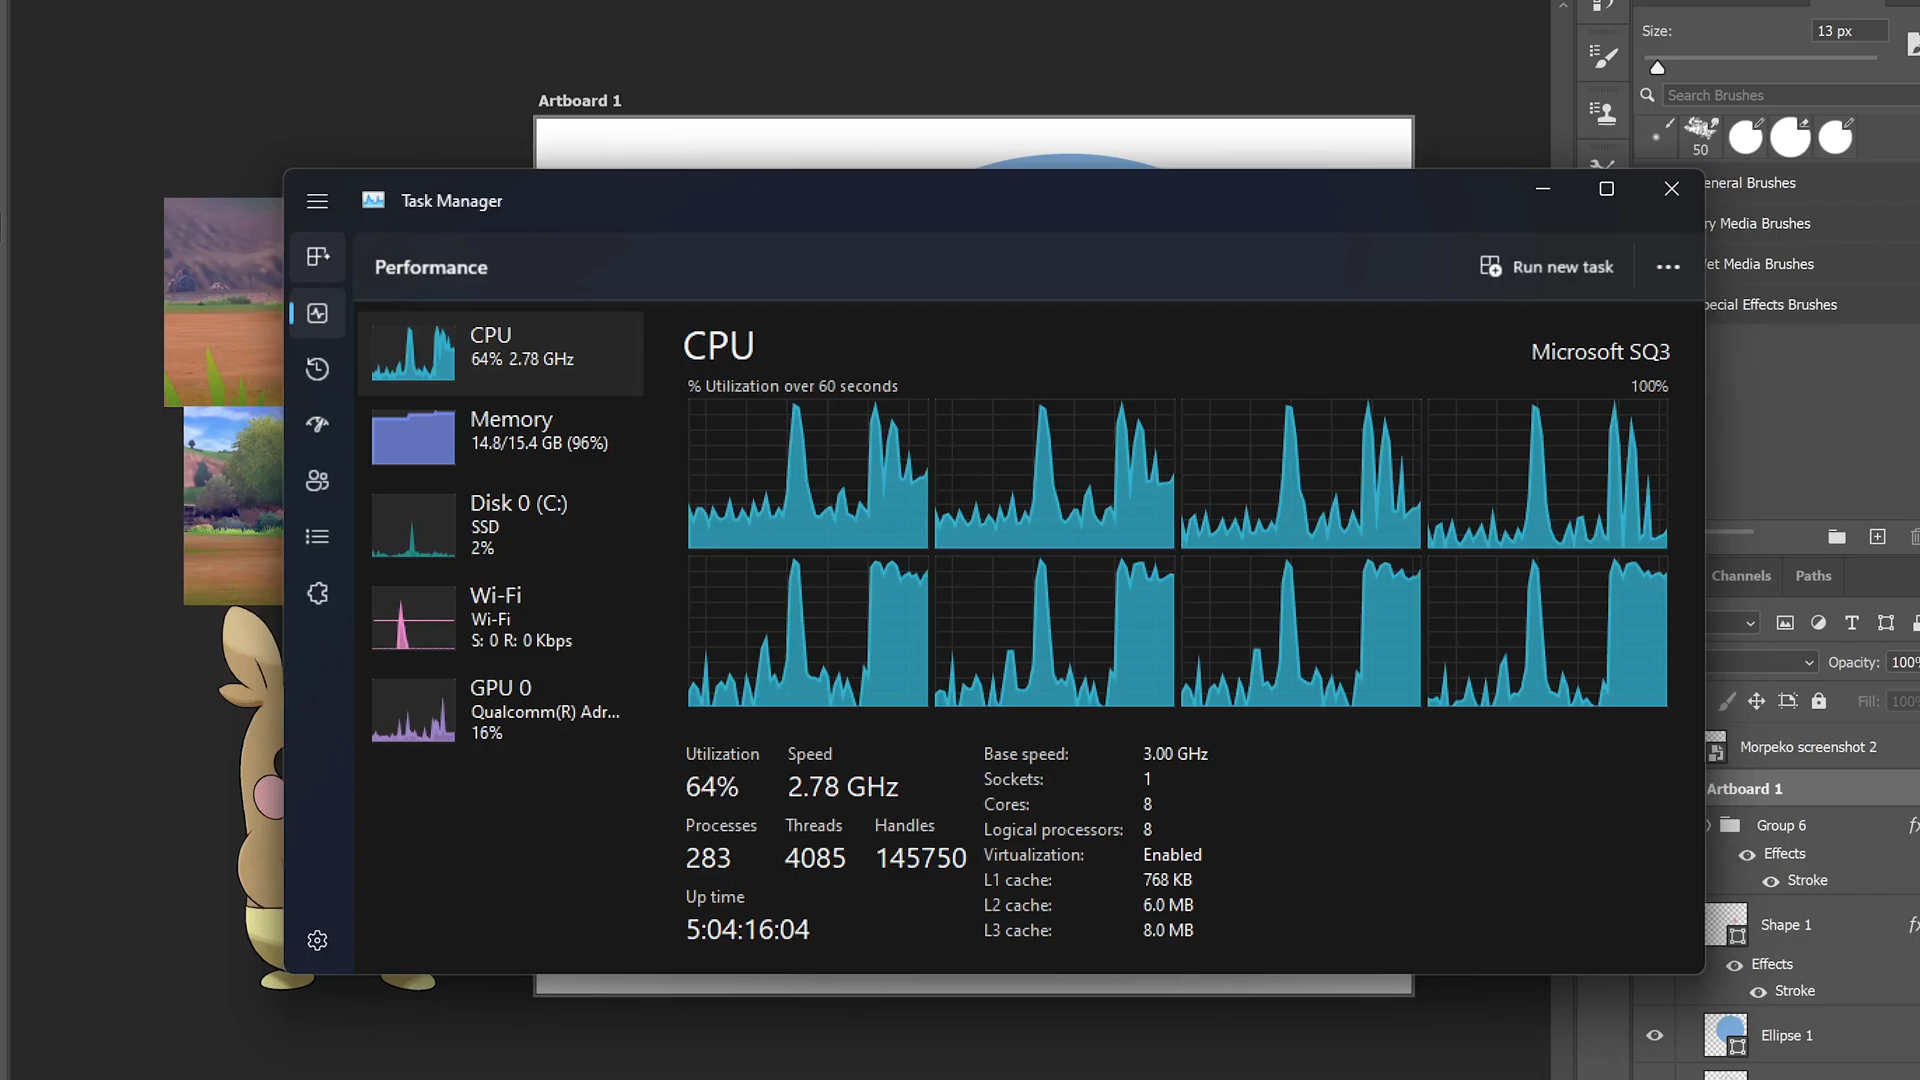 Size:
13 px
Search Brushes
50
Artboard 1
eneral Brushes
ry Media Brushes
et Media Brushes
ecial Effects Brushes
Task Manager
Performance
Run new task
CPU
64% 2.78 GHz
Memory
14.8/15.4 GB (96%)
Disk 0 (C:)
SSD
2%
Wi-Fi
Wi-Fi
S: 0 R: 0 Kbps
GPU 0
Qualcomm(R) Adr...
16%
CPU
Microsoft SQ3
% Utilization over 60 seconds
100%
Utilization
64%
Speed
2.78 GHz
Processes
283
Threads
4085
Handles
145750
Up time
5:04:16:04
Base speed: 3.00 GHz
Sockets: 1
Cores: 8
Logical processors: 8
Virtualization: Enabled
L1 cache: 768 KB
L2 cache: 6.0 MB
L3 cache: 8.0 MB
Channels
Paths
Opacity: 100%
Fill: 100%
Morpeko screenshot 2
Artboard 1
Group 6
fx
Effects
Stroke
Shape 1
fx
Effects
Stroke
Ellipse 1